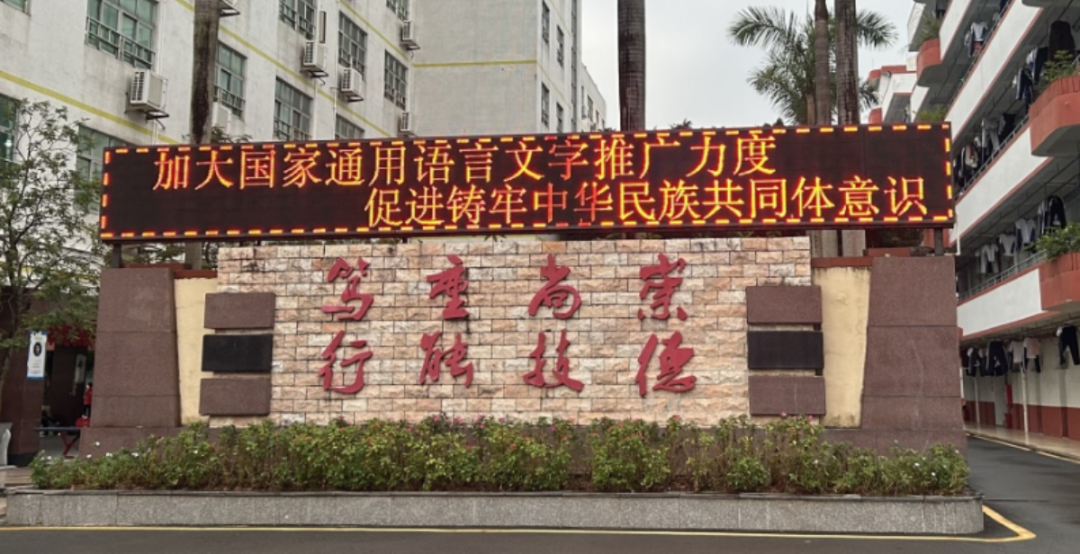 加大国家通用语言文字推广力度
促进铸牢中华民族共同体意识
崇德
尚技
重能
笃行